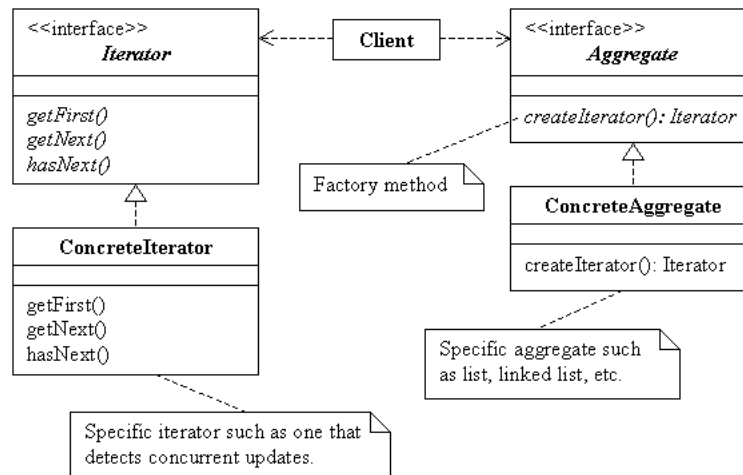 <<interface>>
Iterator
getFirst()
getNext()
hasNext()
Client
<<interface>>
Aggregate
createIterator(): Iterator
Factory method
ConcreteIterator
getFirst()
getNext()
hasNext()
ConcreteAggregate
createIterator(): Iterator
Specific aggregate such
as list, linked list, etc.
Specific iterator such as one that
detects concurrent updates.